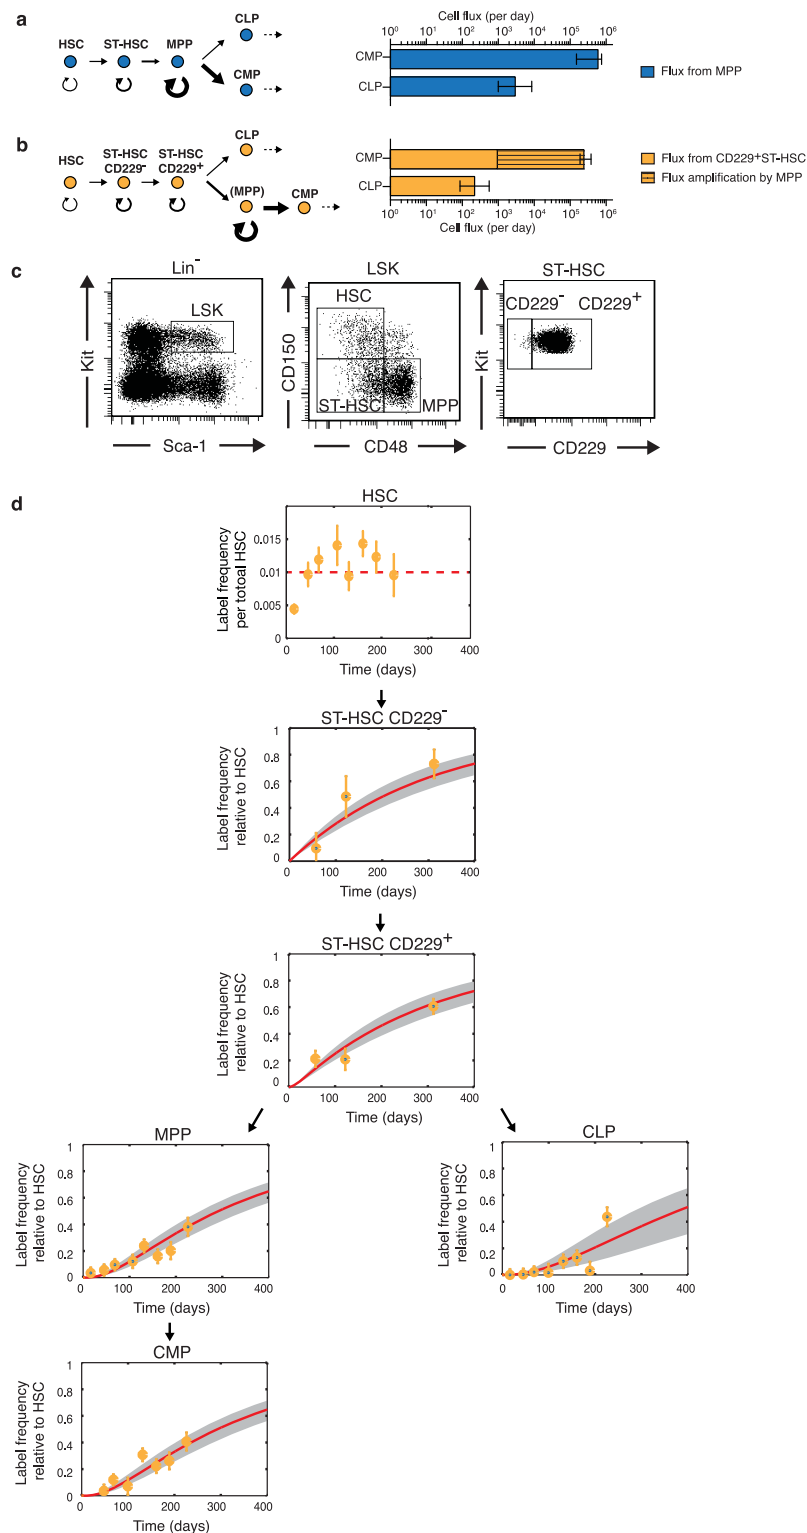 a
HSC
ST-HSC
MPP
CLP
CMP
Cell flux (per day)
10⁰ 10¹ 10² 10³ 10⁴ 10⁵ 10⁶
CMP
CLP
Flux from MPP
b
HSC
ST-HSC CD229⁻
ST-HSC CD229⁺
CLP
(MPP)
CMP
CMP
CLP
10⁰ 10¹ 10² 10³ 10⁴ 10⁵ 10⁶
Cell flux (per day)
Flux from CD229⁺ST-HSC
Flux amplification by MPP
c
Lin⁻
LSK
Kit
Sca-1
LSK
HSC
ST-HSC
MPP
CD150
CD48
ST-HSC
CD229⁻
CD229⁺
Kit
CD229
d
HSC
Label frequency
per totoal HSC
0.015
0.01
0.005
0
0 100 200 300 400
Time (days)
ST-HSC CD229⁻
Label frequency
relative to HSC
1
0.8
0.6
0.4
0.2
0
0 100 200 300 400
Time (days)
ST-HSC CD229⁺
Label frequency
relative to HSC
1
0.8
0.6
0.4
0.2
0
0 100 200 300 400
Time (days)
MPP
Label frequency
relative to HSC
1
0.8
0.6
0.4
0.2
0
0 100 200 300 400
Time (days)
CLP
Label frequency
relative to HSC
1
0.8
0.6
0.4
0.2
0
0 100 200 300 400
Time (days)
CMP
Label frequency
relative to HSC
1
0.8
0.6
0.4
0.2
0
0 100 200 300 400
Time (days)